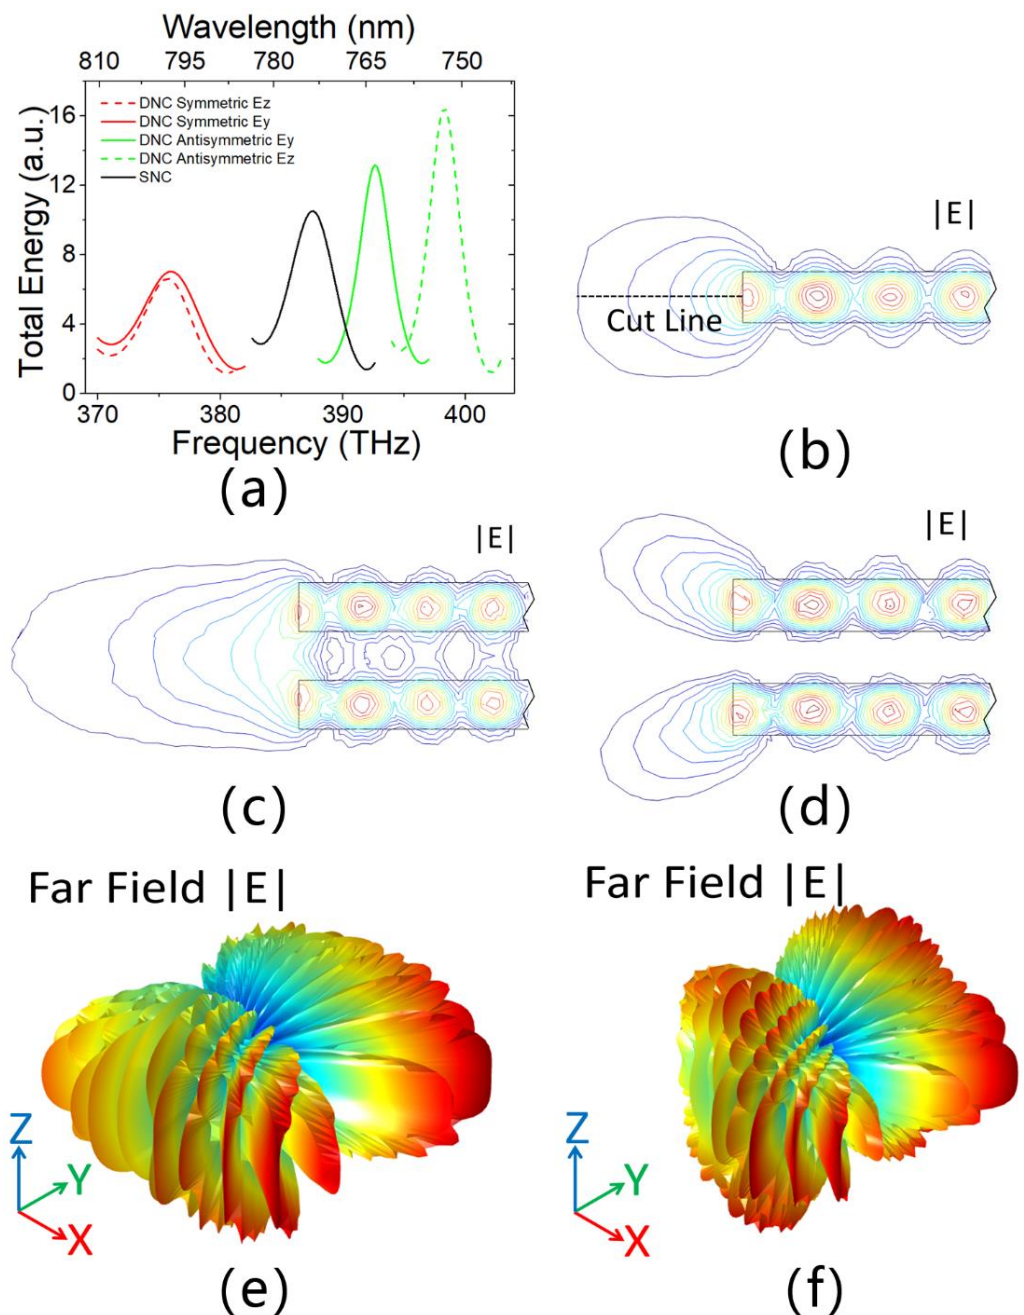 Wavelength (nm)
810 795 780 765 750
Total Energy (a.u.)
16
12
8
4
0
DNC Symmetric Ez
DNC Symmetric Ey
DNC Antisymmetric Ey
DNC Antisymmetric Ez
SNC
370 380 390 400
Frequency (THz)
(a)
|E|
Cut Line
(b)
|E|
(c)
|E|
(d)
Far Field |E|
Z
Y
X
(e)
Far Field |E|
Z
Y
X
(f)